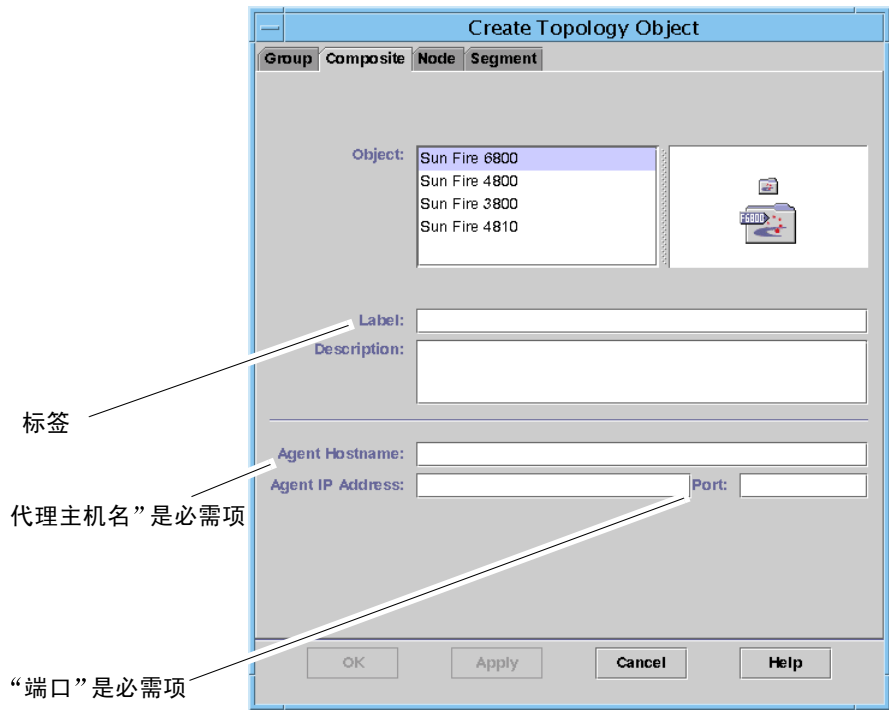 Create Topology Object
Group Composite Node Segment
Object:
Sun Fire 6800
Sun Fire 4800
Sun Fire 3800
Sun Fire 4810
F6800
Label:
Description:
标签
Agent Hostname:
Agent IP Address:
Port:
代理主机名”是必需项
“端口”是必需项
OK Apply Cancel Help